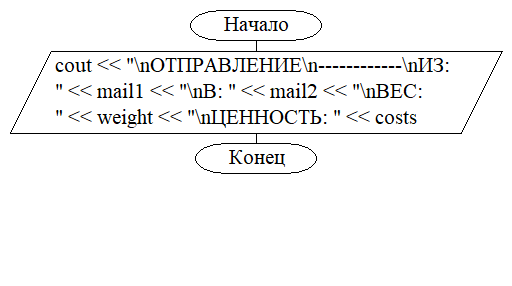 Начало
cout << "\nОТПРАВЛЕНИЕ\n------------\nИЗ:
" << mail1 << "\nВ: " << mail2 << "\nВЕС:
" << weight << "\nЦЕННОСТЬ: " << costs
Конец